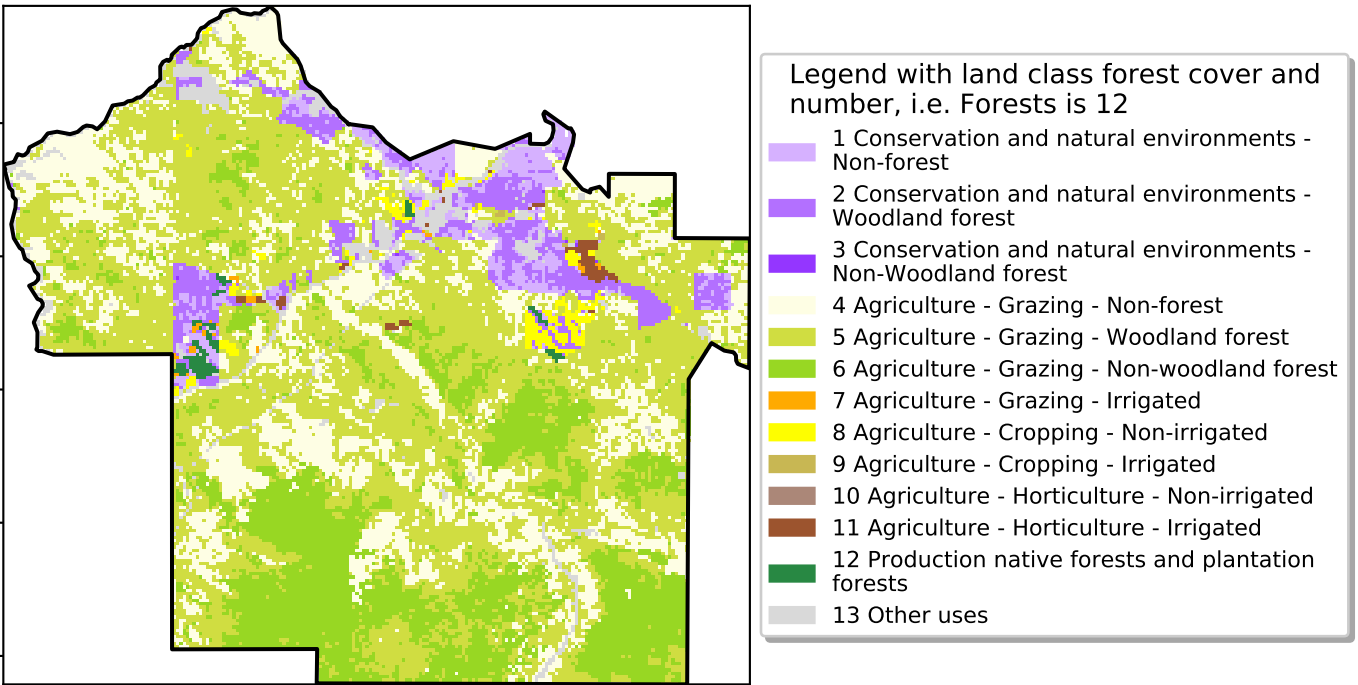 Legend with land class forest cover and
number, i.e. Forests is 12
1 Conservation and natural environments -
Non-forest
2 Conservation and natural environments -
Woodland forest
3 Conservation and natural environments -
Non-Woodland forest
4 Agriculture - Grazing - Non-forest
5 Agriculture - Grazing - Woodland forest
6 Agriculture - Grazing - Non-woodland forest
7 Agriculture - Grazing - Irrigated
8 Agriculture - Cropping - Non-irrigated
9 Agriculture - Cropping - Irrigated
10 Agriculture - Horticulture - Non-irrigated
11 Agriculture - Horticulture - Irrigated
12 Production native forests and plantation
forests
13 Other uses